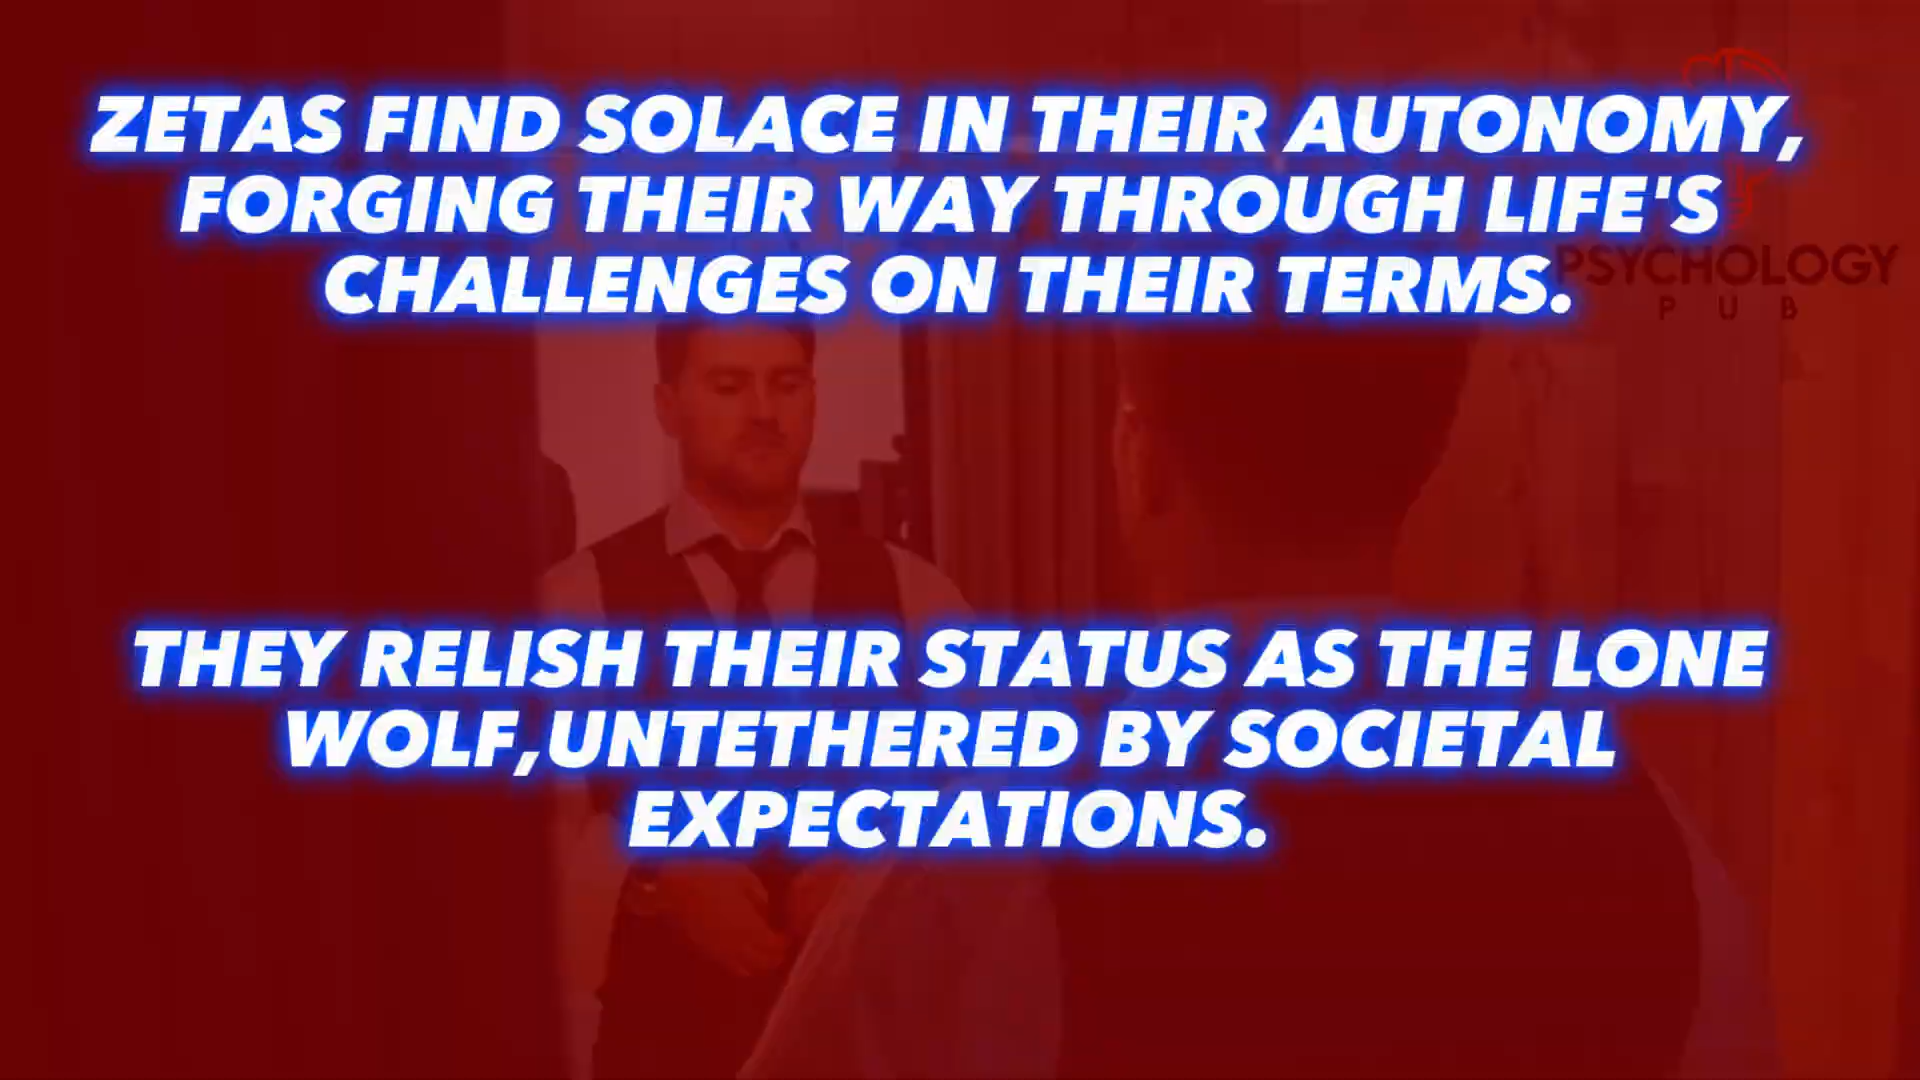 ZETAS FIND SOLACE IN THEIR AUTONOMY,
FORGING THEIR WAY THROUGH LIFE'S
CHALLENGES ON THEIR TERMS.
PSYCHOLOGY
PUB
THEY RELISH THEIR STATUS AS THE LONE
WOLF,UNTETHERED BY SOCIETAL
EXPECTATIONS.